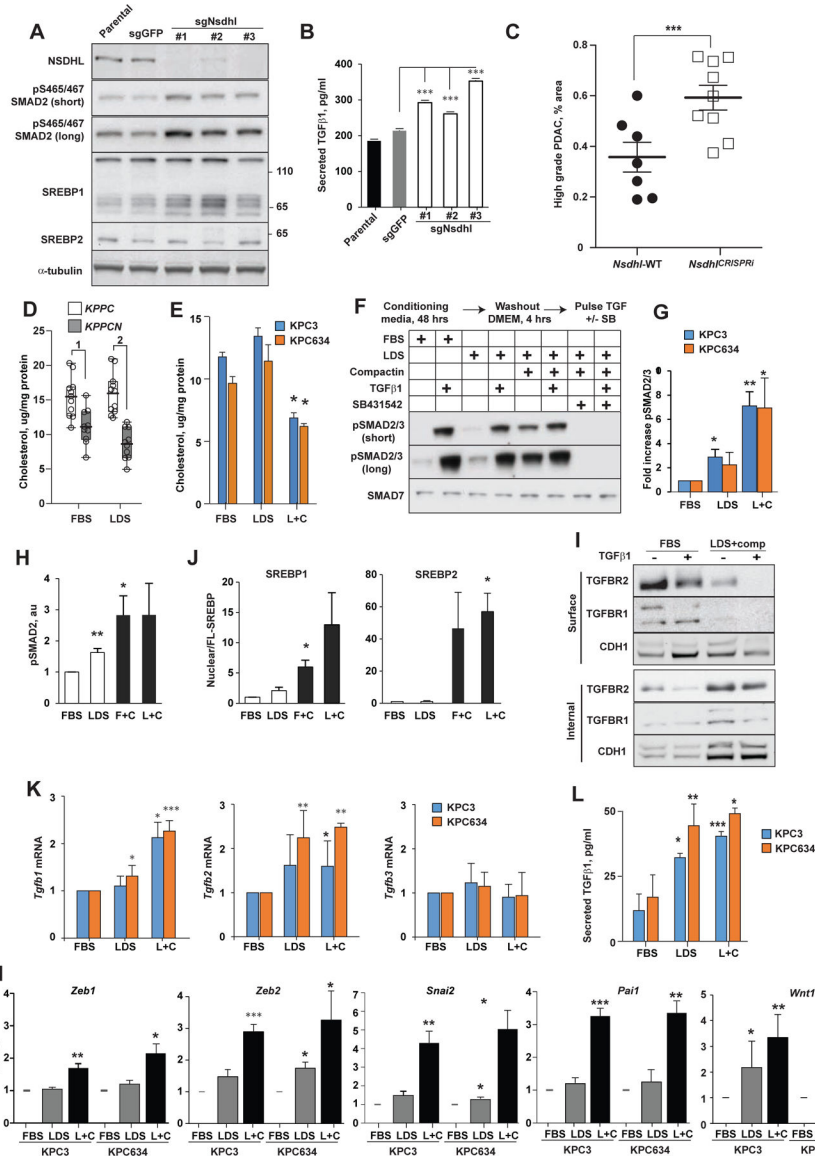 A
Parental
sgGFP
sgNsdhl
#1 #2 #3
NSDHL
pS465/467
SMAD2 (short)
pS465/467
SMAD2 (long)
SREBP1
110
65
SREBP2
65
α-tubulin
B
Secreted TGFβ1, pg/ml
400
300
200
100
0
***
***
***
Parental
sgGFP
#1
#2
#3
sgNsdhl
C
***
High grade PDAC, % area
0.8
0.6
0.4
0.2
0
Nsdhl-WT
NsdhlCRISPRi
D
KPPC
KPPCN
Cholesterol, ug/mg protein
25
20
15
10
5
0
1
2
FBS
LDS
E
KPC3
KPC634
Cholesterol, ug/mg protein
15
10
5
0
* *
FBS
LDS
L+C
F
Conditioning → Washout → Pulse TGF
media, 48 hrs DMEM, 4 hrs +/- SB
FBS + +
LDS + + + + + +
Compactin + + + +
TGFβ1 + + + +
SB431542 + +
pSMAD2/3
(short)
pSMAD2/3
(long)
SMAD7
G
KPC3
KPC634
Fold increase pSMAD2/3
8
6
4
2
0
*
**
*
FBS
LDS
L+C
H
pSMAD2, au
4
3
2
1
0
**
*
FBS LDS F+C L+C
J
SREBP1
Nuclear/FL-SREBP
20
15
10
5
0
*
FBS
LDS
F+C
L+C
SREBP2
80
60
40
20
0
*
FBS
LDS
F+C
L+C
I
FBS LDS+comp
TGFβ1 - + - +
Surface
TGFBR2
TGFBR1
CDH1
Internal
TGFBR2
TGFBR1
CDH1
K
Tgfb1 mRNA
3
2
1
0
*
*
***
FBS LDS L+C
Tgfb2 mRNA
3
2
1
0
**
*
**
FBS LDS L+C
KPC3
KPC634
Tgfb3 mRNA
3
2
1
0
FBS LDS L+C
L
KPC3
KPC634
Secreted TGFβ1, pg/ml
50
25
0
*
**
***
*
FBS LDS L+C
Zeb1
4
3
2
1
0
**
*
FBS LDS L+C FBS LDS L+C
KPC3 KPC634
Zeb2
4
3
2
1
0
***
*
*
FBS LDS L+C FBS LDS L+C
KPC3 KPC634
Snai2
7
6
5
4
3
2
1
0
**
*
*
FBS LDS L+C FBS LDS L+C
KPC3 KPC634
Pai1
4
3
2
1
0
***
**
FBS LDS L+C FBS LDS L+C
KPC3 KPC634
Wnt1
5
4
3
2
1
0
*
**
FBS LDS L+C
KPC3